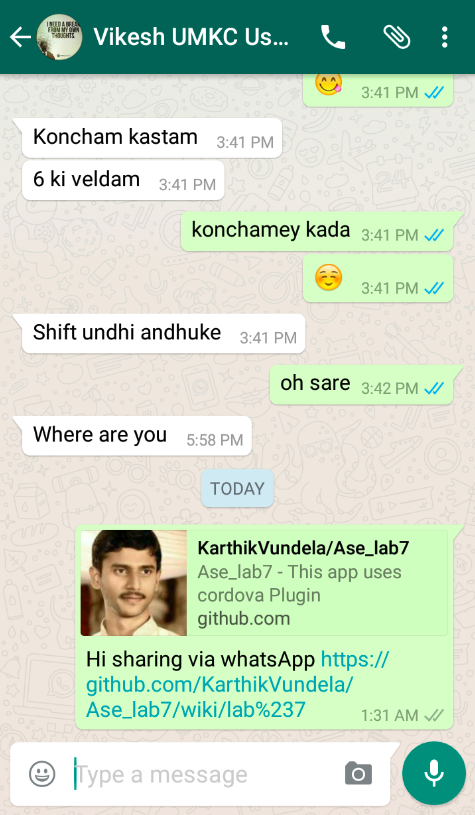 I NEED A BREAK
FROM MY OWN
THOUGHTS
Vikesh UMKC Us...
3:41 PM
Koncham kastam 3:41 PM
6 ki veldam 3:41 PM
konchamey kada 3:41 PM
3:41 PM
Shift undhi andhuke 3:41 PM
oh sare 3:42 PM
Where are you 5:58 PM
TODAY
KarthikVundela/Ase_lab7
Ase_lab7 - This app uses
cordova Plugin
github.com
Hi sharing via whatsApp https://
github.com/KarthikVundela/
Ase_lab7/wiki/lab%237
1:31 AM
Type a message